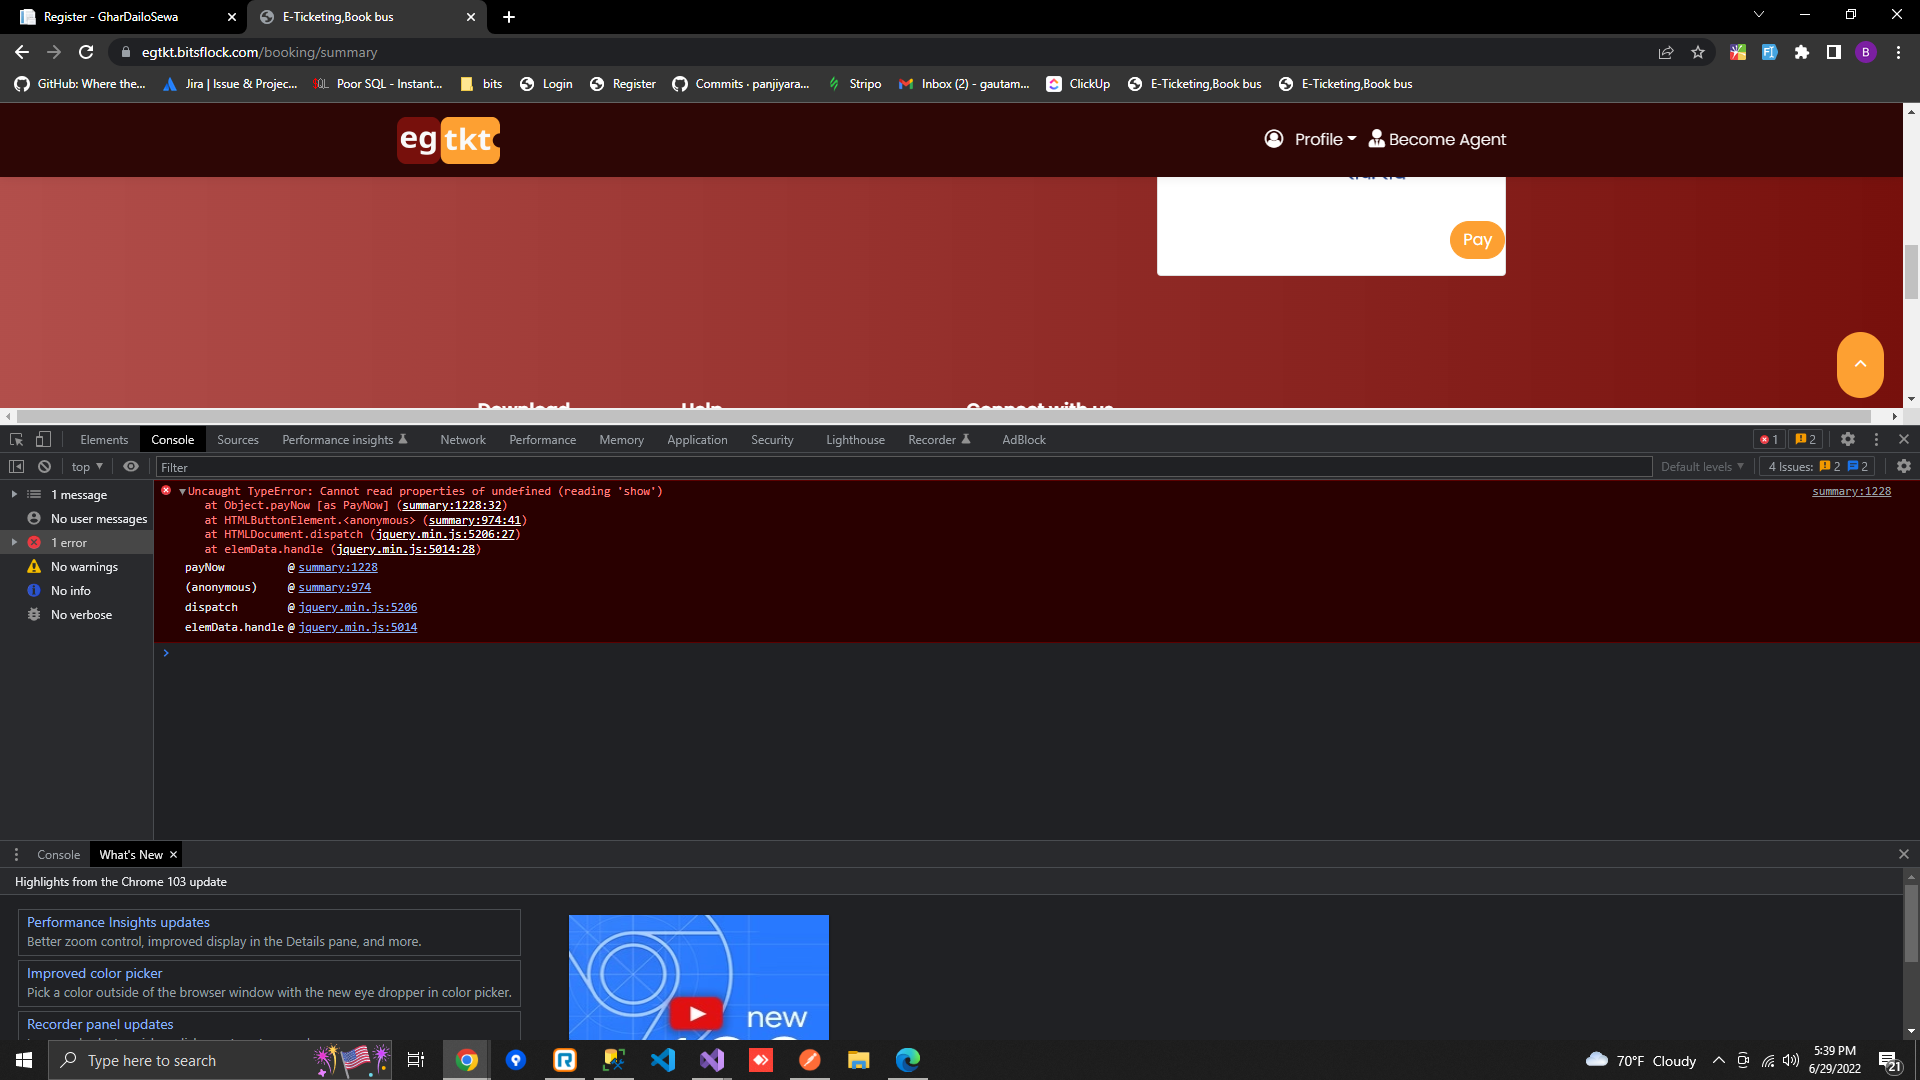 Register - GharDailoSewa
E-Ticketing,Book bus
egtkt.bitsflock.com/booking/summary
B
GitHub: Where the...
Jira | Issue & Projec...
Poor SQL - Instant...
bits
Login
Register
Commits · panjiyara...
Stripo
Inbox (2) - gautam...
ClickUp
E-Ticketing,Book bus
E-Ticketing,Book bus
eg tkt
Profile
Become Agent
Pay
Download
Help
Connect with us
Elements
Console
Sources
Performance insights
Network
Performance
Memory
Application
Security
Lighthouse
Recorder
AdBlock
1
2
top
Filter
Default levels
4 Issues: 2 2
1 message
No user messages
1 error
No warnings
No info
No verbose
Uncaught TypeError: Cannot read properties of undefined (reading 'show')
summary:1228
at Object.payNow [as PayNow] (summary:1228:32)
at HTMLButtonElement.<anonymous> (summary:974:41)
at HTMLDocument.dispatch (jquery.min.js:5206:27)
at elemData.handle (jquery.min.js:5014:28)
payNow @ summary:1228
(anonymous) @ summary:974
dispatch @ jquery.min.js:5206
elemData.handle @ jquery.min.js:5014
Console
What's New
Highlights from the Chrome 103 update
Performance Insights updates
Better zoom control, improved display in the Details pane, and more.
Improved color picker
Pick a color outside of the browser window with the new eye dropper in color picker.
Recorder panel updates
new
Type here to search
70°F Cloudy
5:39 PM
6/29/2022
21